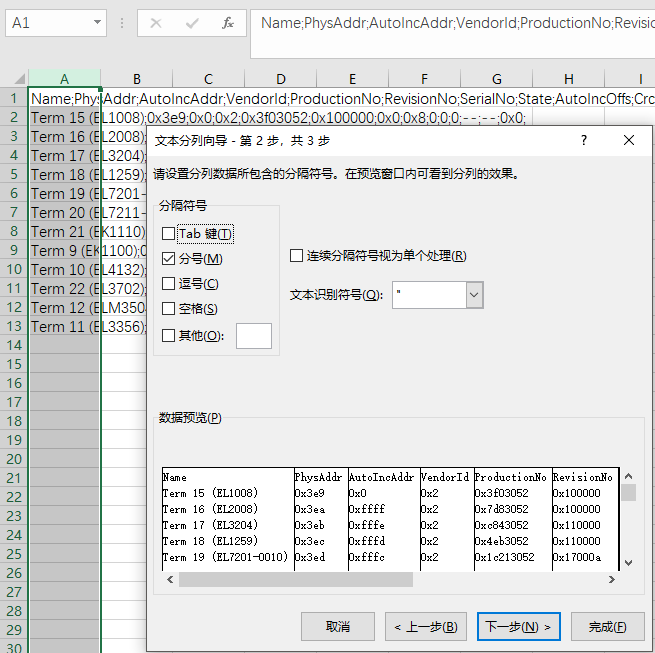 A1
fx
Name;PhysAddr;AutoIncAddr;VendorId;ProductionNo;Revisio
A B C D E F G H I
1 Name;PhysAddr;AutoIncAddr;VendorId;ProductionNo;RevisionNo;SerialNo;State;AutoIncOffs;Crc
2 Term 15 (EL1008);0x3e9;0x0;0x2;0x3f03052;0x100000;0x0;0x8;0;0;0;--;--;0x0;
3 Term 16 (EL2008);
4 Term 17 (EL3204);
5 Term 18 (EL1259);
6 Term 19 (EL7201-
7 Term 20 (EL7211-
8 Term 21 (EK1110)
9 Term 9 (EK1100);0
10 Term 10 (EL4132);
11 Term 22 (EL3702);
12 Term 12 (ELM350
13 Term 11 (EL3356);
14
15
16
17
18
19
20
21
22
23
24
25
26
27
28
29
30
文本分列向导 - 第 2 步，共 3 步
?
请设置分列数据所包含的分隔符号。在预览窗口内可看到分列的效果。
分隔符号
Tab 键(T)
分号(M)
逗号(C)
空格(S)
其他(O):
连续分隔符号视为单个处理(R)
文本识别符号(Q): "
数据预览(P)
Name PhysAddr AutoIncAddr VendorId ProductionNo RevisionNo
Term 15 (EL1008) 0x3e9 0x0 0x2 0x3f03052 0x100000
Term 16 (EL2008) 0x3ea 0xffff 0x2 0x7d83052 0x100000
Term 17 (EL3204) 0x3eb 0xfffe 0x2 0xc843052 0x110000
Term 18 (EL1259) 0x3ec 0xfffd 0x2 0x4eb3052 0x110000
Term 19 (EL7201-0010) 0x3ed 0xfffc 0x2 0x1c213052 0x17000a
取消
< 上一步(B)
下一步(N) >
完成(F)